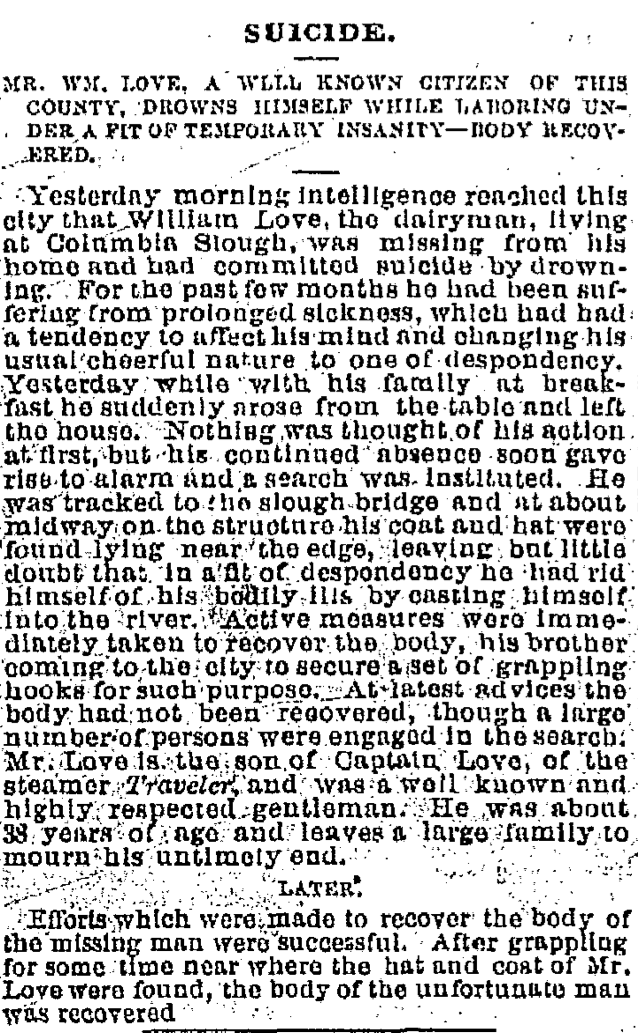 SUICIDE.
MR. WM. LOVE, A WELL KNOWN CITIZEN OF THIS
COUNTY, DROWNS HIMSELF WHILE LABORING UN-
DER A FIT OF TEMPORARY INSANITY—BODY RECOV-
ERED.
Yesterday morning intelligence reached this
city that William Love, the dairyman, living
at Columbia Slough, was missing from his
home and had committed suicide by drown-
ing. For the past few months he had been suf-
fering from prolonged sickness, which had had
a tendency to affect his mind and changing his
usual cheerful nature to one of despondency.
Yesterday while with his family at break-
fast he suddenly arose from the table and left
the house. Nothing was thought of his action
at first, but his continued absence soon gave
rise to alarm and a search was instituted. He
was tracked to the slough bridge and at about
midway on the structure his coat and hat were
found lying near the edge, leaving but little
doubt that in a fit of despondency he had rid
himself of his bodily ills by casting himself
into the river. Active measures were imme-
diately taken to recover the body, his brother
coming to the city to secure a set of grappling
hooks for such purpose. At latest advices the
body had not been recovered, though a large
number of persons were engaged in the search.
Mr. Love is the son of Captain Love, of the
steamer Traveler, and was a well known and
highly respected gentleman. He was about
38 years of age and leaves a large family to
mourn his untimely end.
LATER.
Efforts which were made to recover the body of
the missing man were successful. After grappling
for some time near where the hat and coat of Mr.
Love were found, the body of the unfortunate man
was recovered